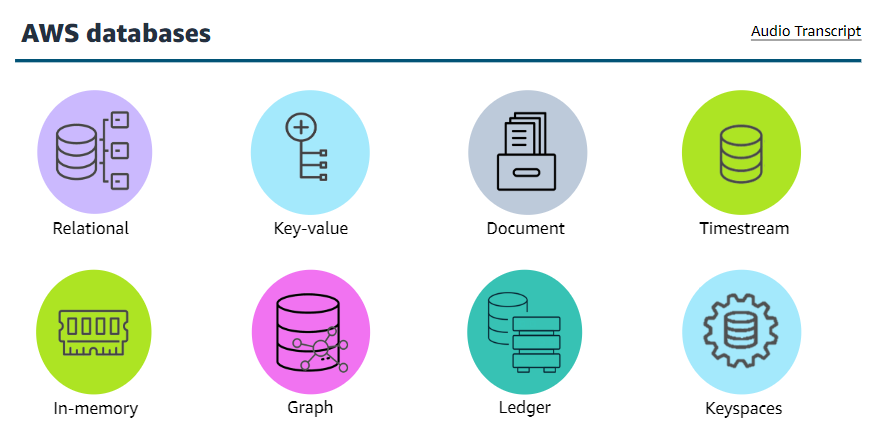 AWS databases
Audio Transcript
Relational
Key-value
Document
Timestream
In-memory
Graph
Ledger
Keyspaces